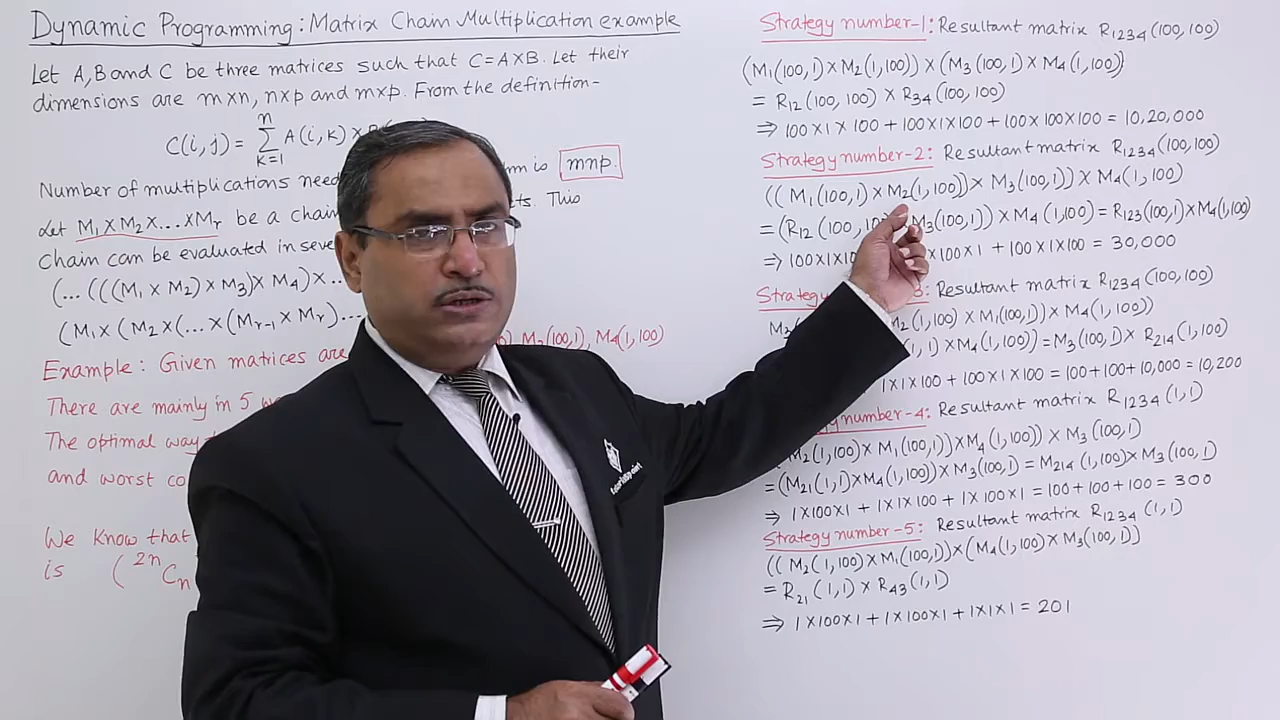 Dynamic Programming: Matrix Chain Multiplication example
Let A, B and C be three matrices such that C=A×B. Let their
dimensions are m×n, n×p and m×p. From the definition-
C(i,j) = n Σ k=1 A(i,k) ×
Number of multiplications need rm is mnp.
Let M1 × M2 × ... × Mr be a chain ts. This
chain can be evaluated in seve
(... (((M1 × M2) × M3) × M4) × ..
(M1 × (M2 × (... × (Mr-1 × Mr) ...
Example: Given matrices are ), M3(100,1), M4(1,100)
There are mainly in 5 w
The optimal way
and worst co
We know that
is (2nCn
Strategy number-1: Resultant matrix R1234(100,100)
(M1(100,1) × M2(1,100)) × (M3(100,1) × M4(1,100))
= R12(100,100) × R34(100,100)
⇒ 100×1×100 + 100×1×100 + 100×100×100 = 10,20,000
Strategy number-2: Resultant matrix R1234(100,100)
((M1(100,1) × M2(1,100)) × M3(100,1)) × M4(1,100)
= (R12(100,100) M3(100,1)) × M4(1,100) = R123(100,1) × M4(1,100)
⇒ 100×1×10 ×100×1 + 100×1×100 = 30,000
Strategy 3: Resultant matrix R1234(100,100)
M3( M2(1,100) × M1(100,1)) × M4(1,100))
1,1) × M4(1,100)) = M3(100,1) × R214(1,100)
1×1×100 + 100×1×100 = 100+100+10,000 = 10,200
gy number-4: Resultant matrix R1234(1,1)
(M2(1,100) × M1(100,1)) × M4(1,100)) × M3(100,1)
= (M21(1,1) × M4(1,100)) × M3(100,1) = M214(1,100) × M3(100,1)
⇒ 1×100×1 + 1×1×100 + 1×100×1 = 100+100+100 = 300
Strategy number-5: Resultant matrix R1234(1,1)
((M2(1,100) × M1(100,1)) × (M4(1,100) × M3(100,1))
= R21(1,1) × R43(1,1)
⇒ 1×100×1 + 1×100×1 + 1×1×1 = 201